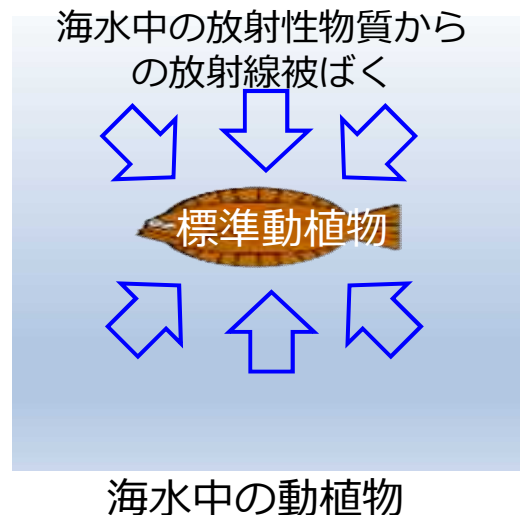 海水中の放射性物質から
の放射線被ばく
標準動植物
海水中の動植物